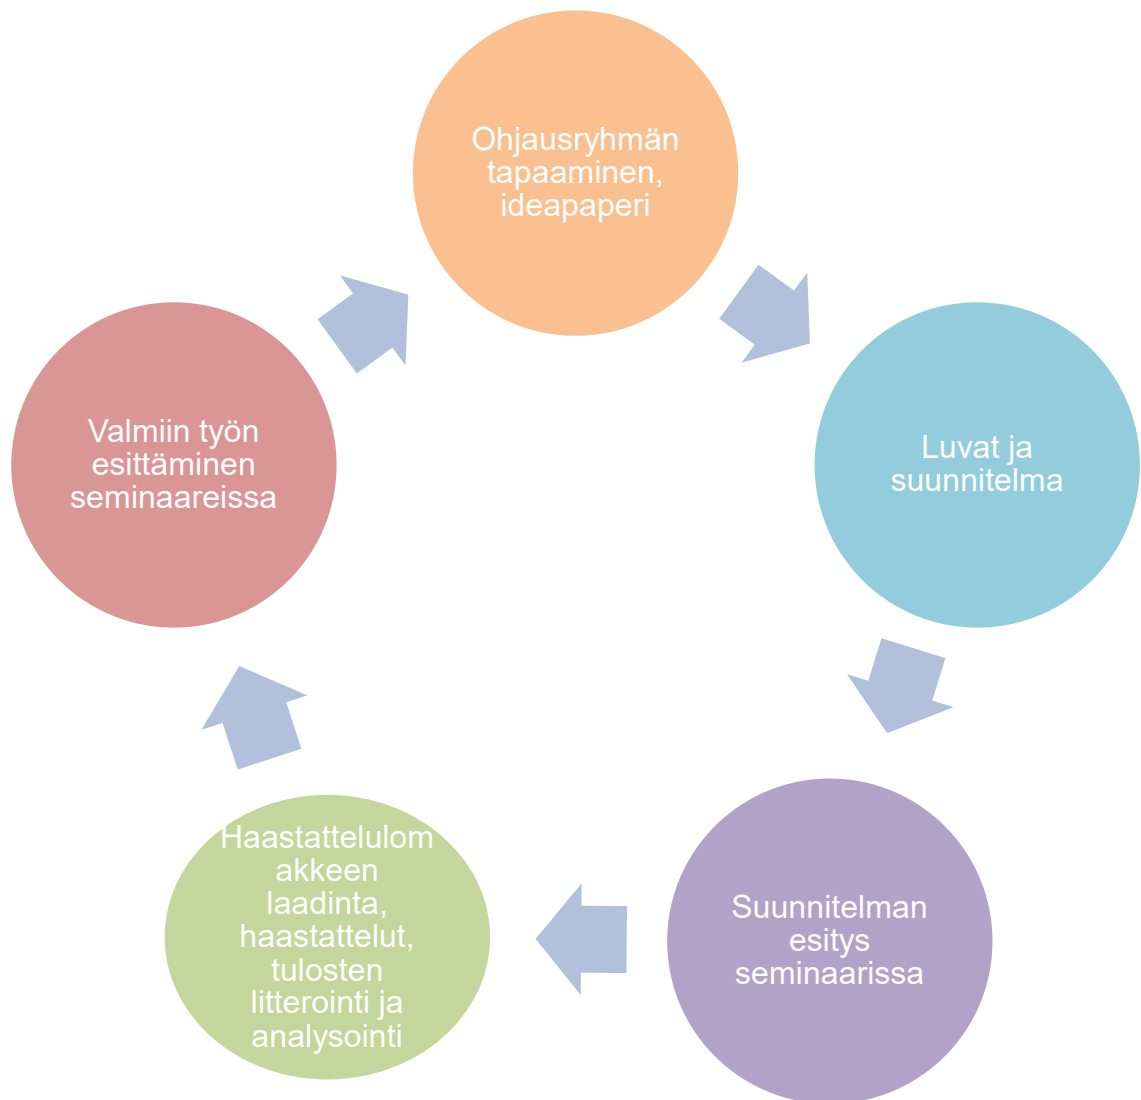 Ohjausryhmän
tapaaminen,
ideapaperi
Luvat ja
suunnitelma
Suunnitelman
esitys
seminaarissa
Haastattelulom
akkeen
laadinta,
haastattelut,
tulosten
litterointi ja
analysointi
Valmiin työn
esittäminen
seminaareissa